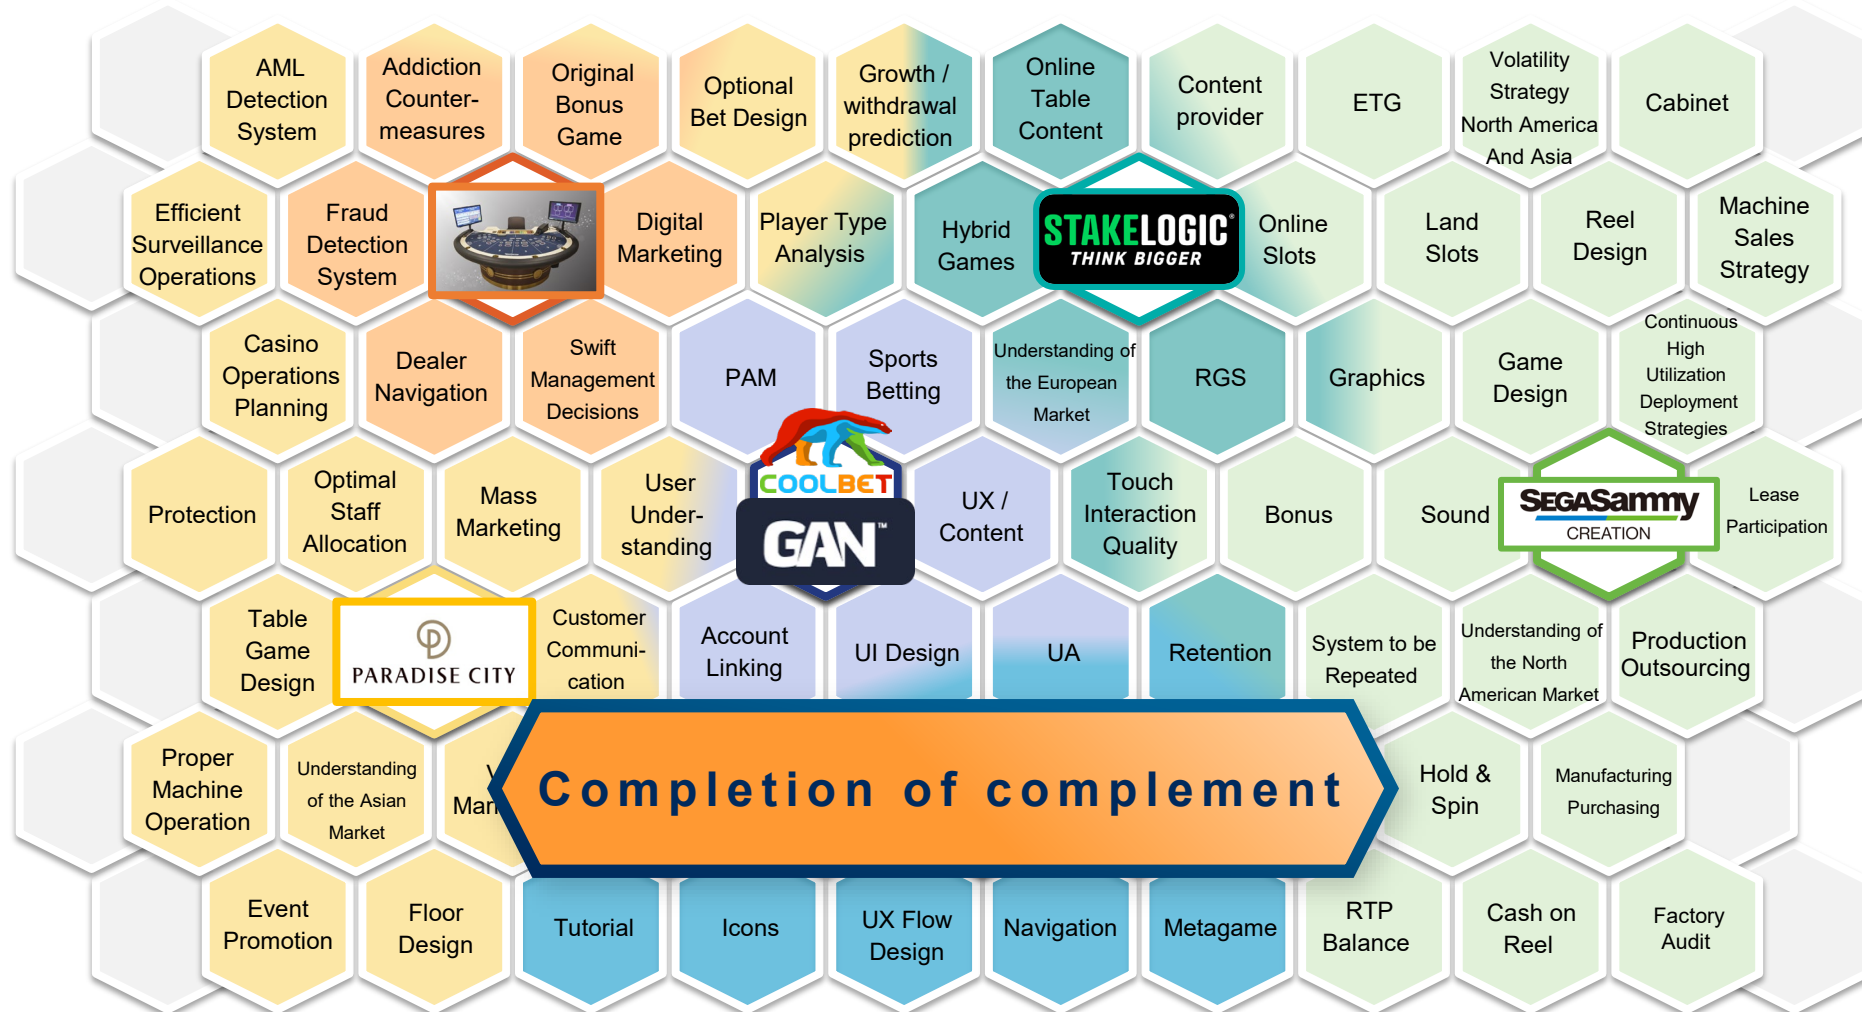 AML
Detection
System
Addiction
Counter-
measures
Original
Bonus
Game
Optional
Bet Design
Growth /
withdrawal
prediction
Online
Table
Content
Content
provider
ETG
Volatility
Strategy
North America
And Asia
Cabinet
Efficient
Surveillance
Operations
Fraud
Detection
System
Digital
Marketing
Player Type
Analysis
Hybrid
Games
STAKELOGIC®
THINK BIGGER
Online
Slots
Land
Slots
Reel
Design
Machine
Sales
Strategy
Casino
Operations
Planning
Dealer
Navigation
Swift
Management
Decisions
PAM
Sports
Betting
Understanding of
the European
Market
RGS
Graphics
Game
Design
Continuous
High
Utilization
Deployment
Strategies
Protection
Optimal
Staff
Allocation
Mass
Marketing
User
Under-
standing
COOLBET
GAN™
UX /
Content
Touch
Interaction
Quality
Bonus
Sound
SEGASammy
CREATION
Lease
Participation
Table
Game
Design
PARADISE CITY
Customer
Communi-
cation
Account
Linking
UI Design
UA
Retention
System to be
Repeated
Understanding of
the North
American Market
Production
Outsourcing
Proper
Machine
Operation
Understanding
of the Asian
Market
Completion of complement
Hold &
Spin
Manufacturing
Purchasing
Event
Promotion
Floor
Design
Tutorial
Icons
UX Flow
Design
Navigation
Metagame
RTP
Balance
Cash on
Reel
Factory
Audit